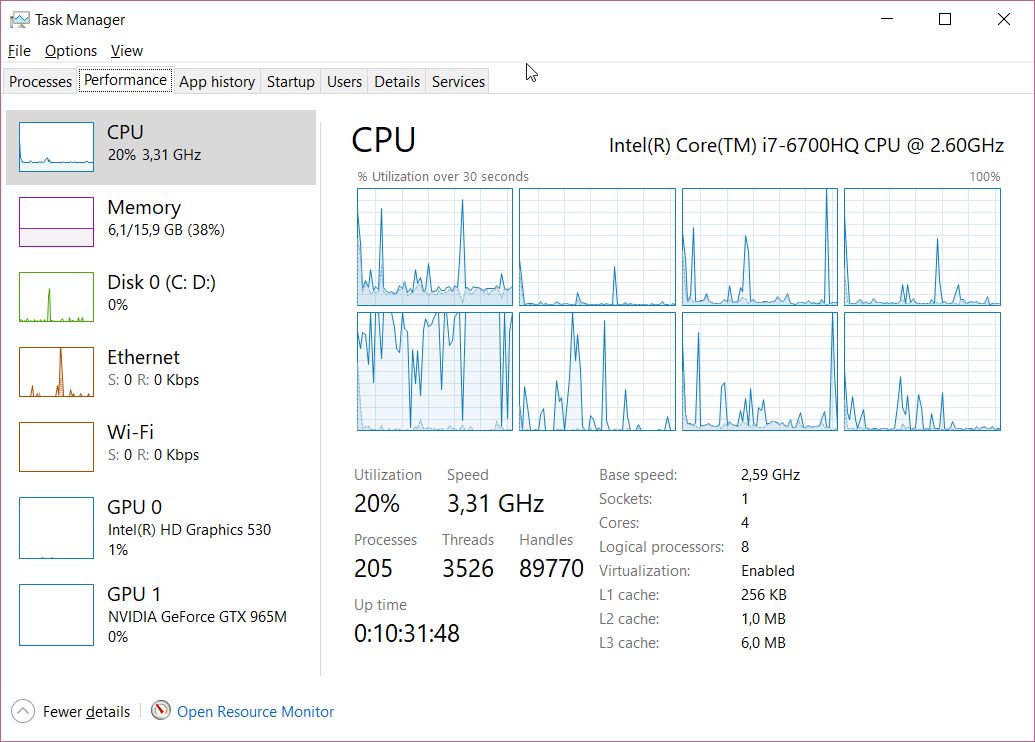 Task Manager
File Options View
Processes Performance App history Startup Users Details Services
CPU
20% 3,31 GHz
Memory
6,1/15,9 GB (38%)
Disk 0 (C: D:)
0%
Ethernet
S: 0 R: 0 Kbps
Wi-Fi
S: 0 R: 0 Kbps
GPU 0
Intel(R) HD Graphics 530
1%
GPU 1
NVIDIA GeForce GTX 965M
0%
CPU Intel(R) Core(TM) i7-6700HQ CPU @ 2.60GHz
% Utilization over 30 seconds 100%
Utilization Speed
20% 3,31 GHz
Processes Threads Handles
205 3526 89770
Up time
0:10:31:48
Base speed: 2,59 GHz
Sockets: 1
Cores: 4
Logical processors: 8
Virtualization: Enabled
L1 cache: 256 KB
L2 cache: 1,0 MB
L3 cache: 6,0 MB
Fewer details Open Resource Monitor